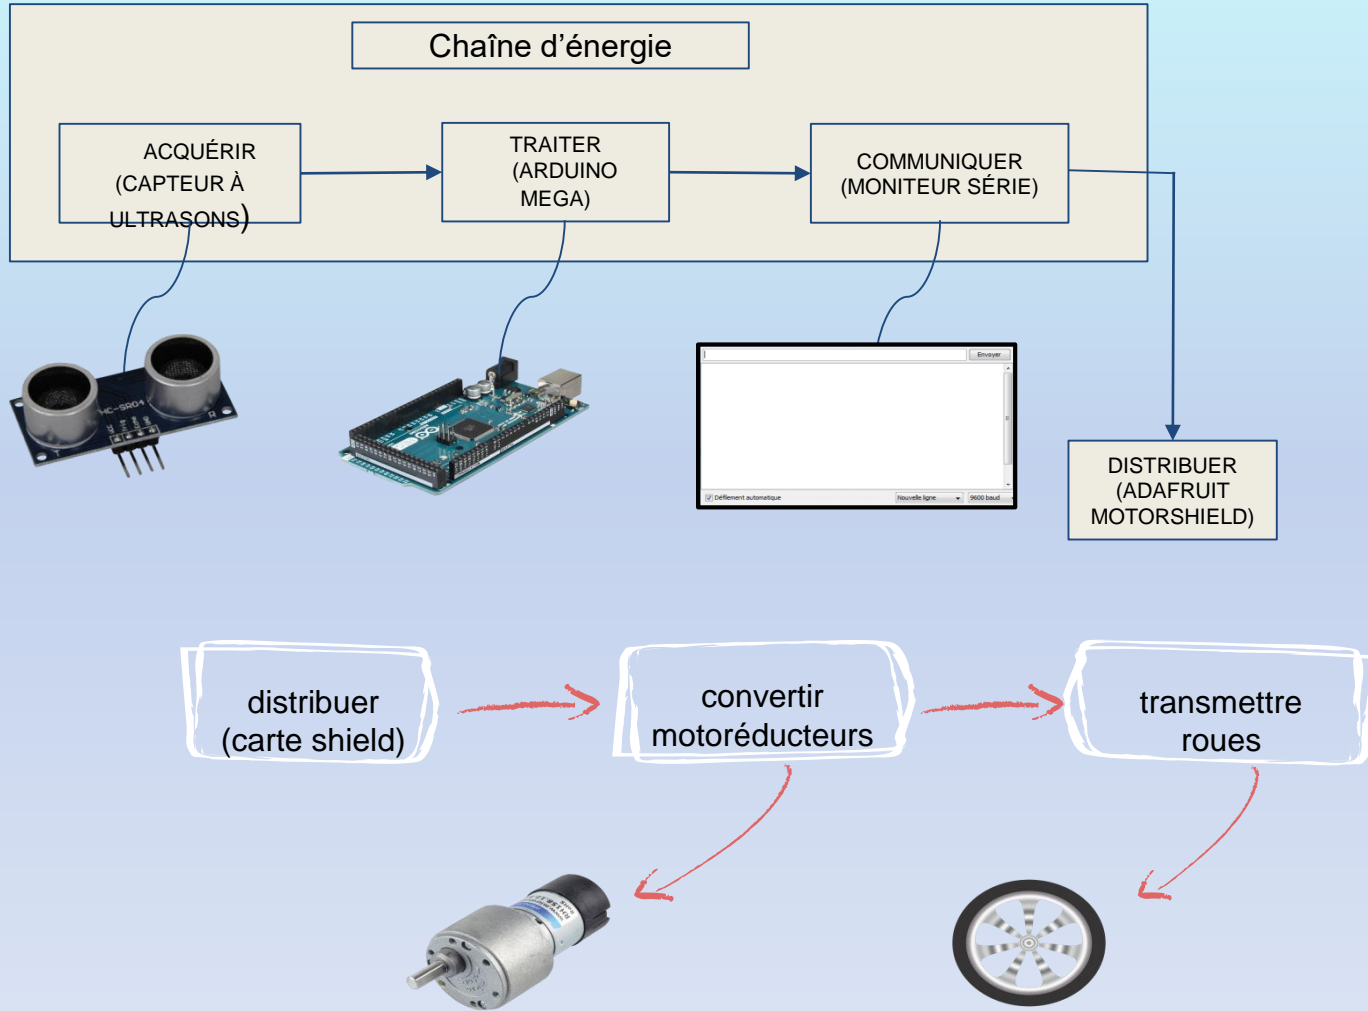 Chaîne d'énergie
ACQUÉRIR
(CAPTEUR À
ULTRASONS)
TRAITER
(ARDUINO
MEGA)
COMMUNIQUER
(MONITEUR SÉRIE)
HC-SR04
Envoyer
Défilement automatique
Nouvelle ligne
9600 baud
DISTRIBUER
(ADAFRUIT
MOTORSHIELD)
distribuer
(carte shield)
convertir
motoréducteurs
transmettre
roues